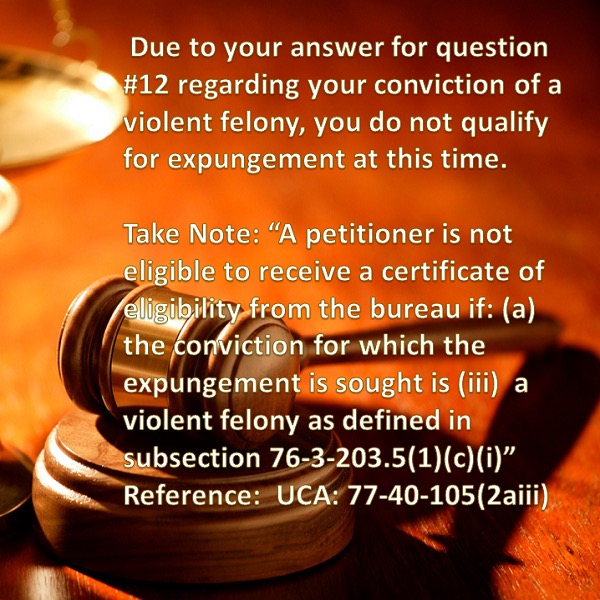 Due to your answer for question
#12 regarding your conviction of a
violent felony, you do not qualify
for expungement at this time.
Take Note: “A petitioner is not
eligible to receive a certificate of
eligibility from the bureau if: (a)
the conviction for which the
expungement is sought is (iii)  a
violent felony as defined in
subsection 76-3-203.5(1)(c)(i)”
Reference:  UCA: 77-40-105(2aiii)